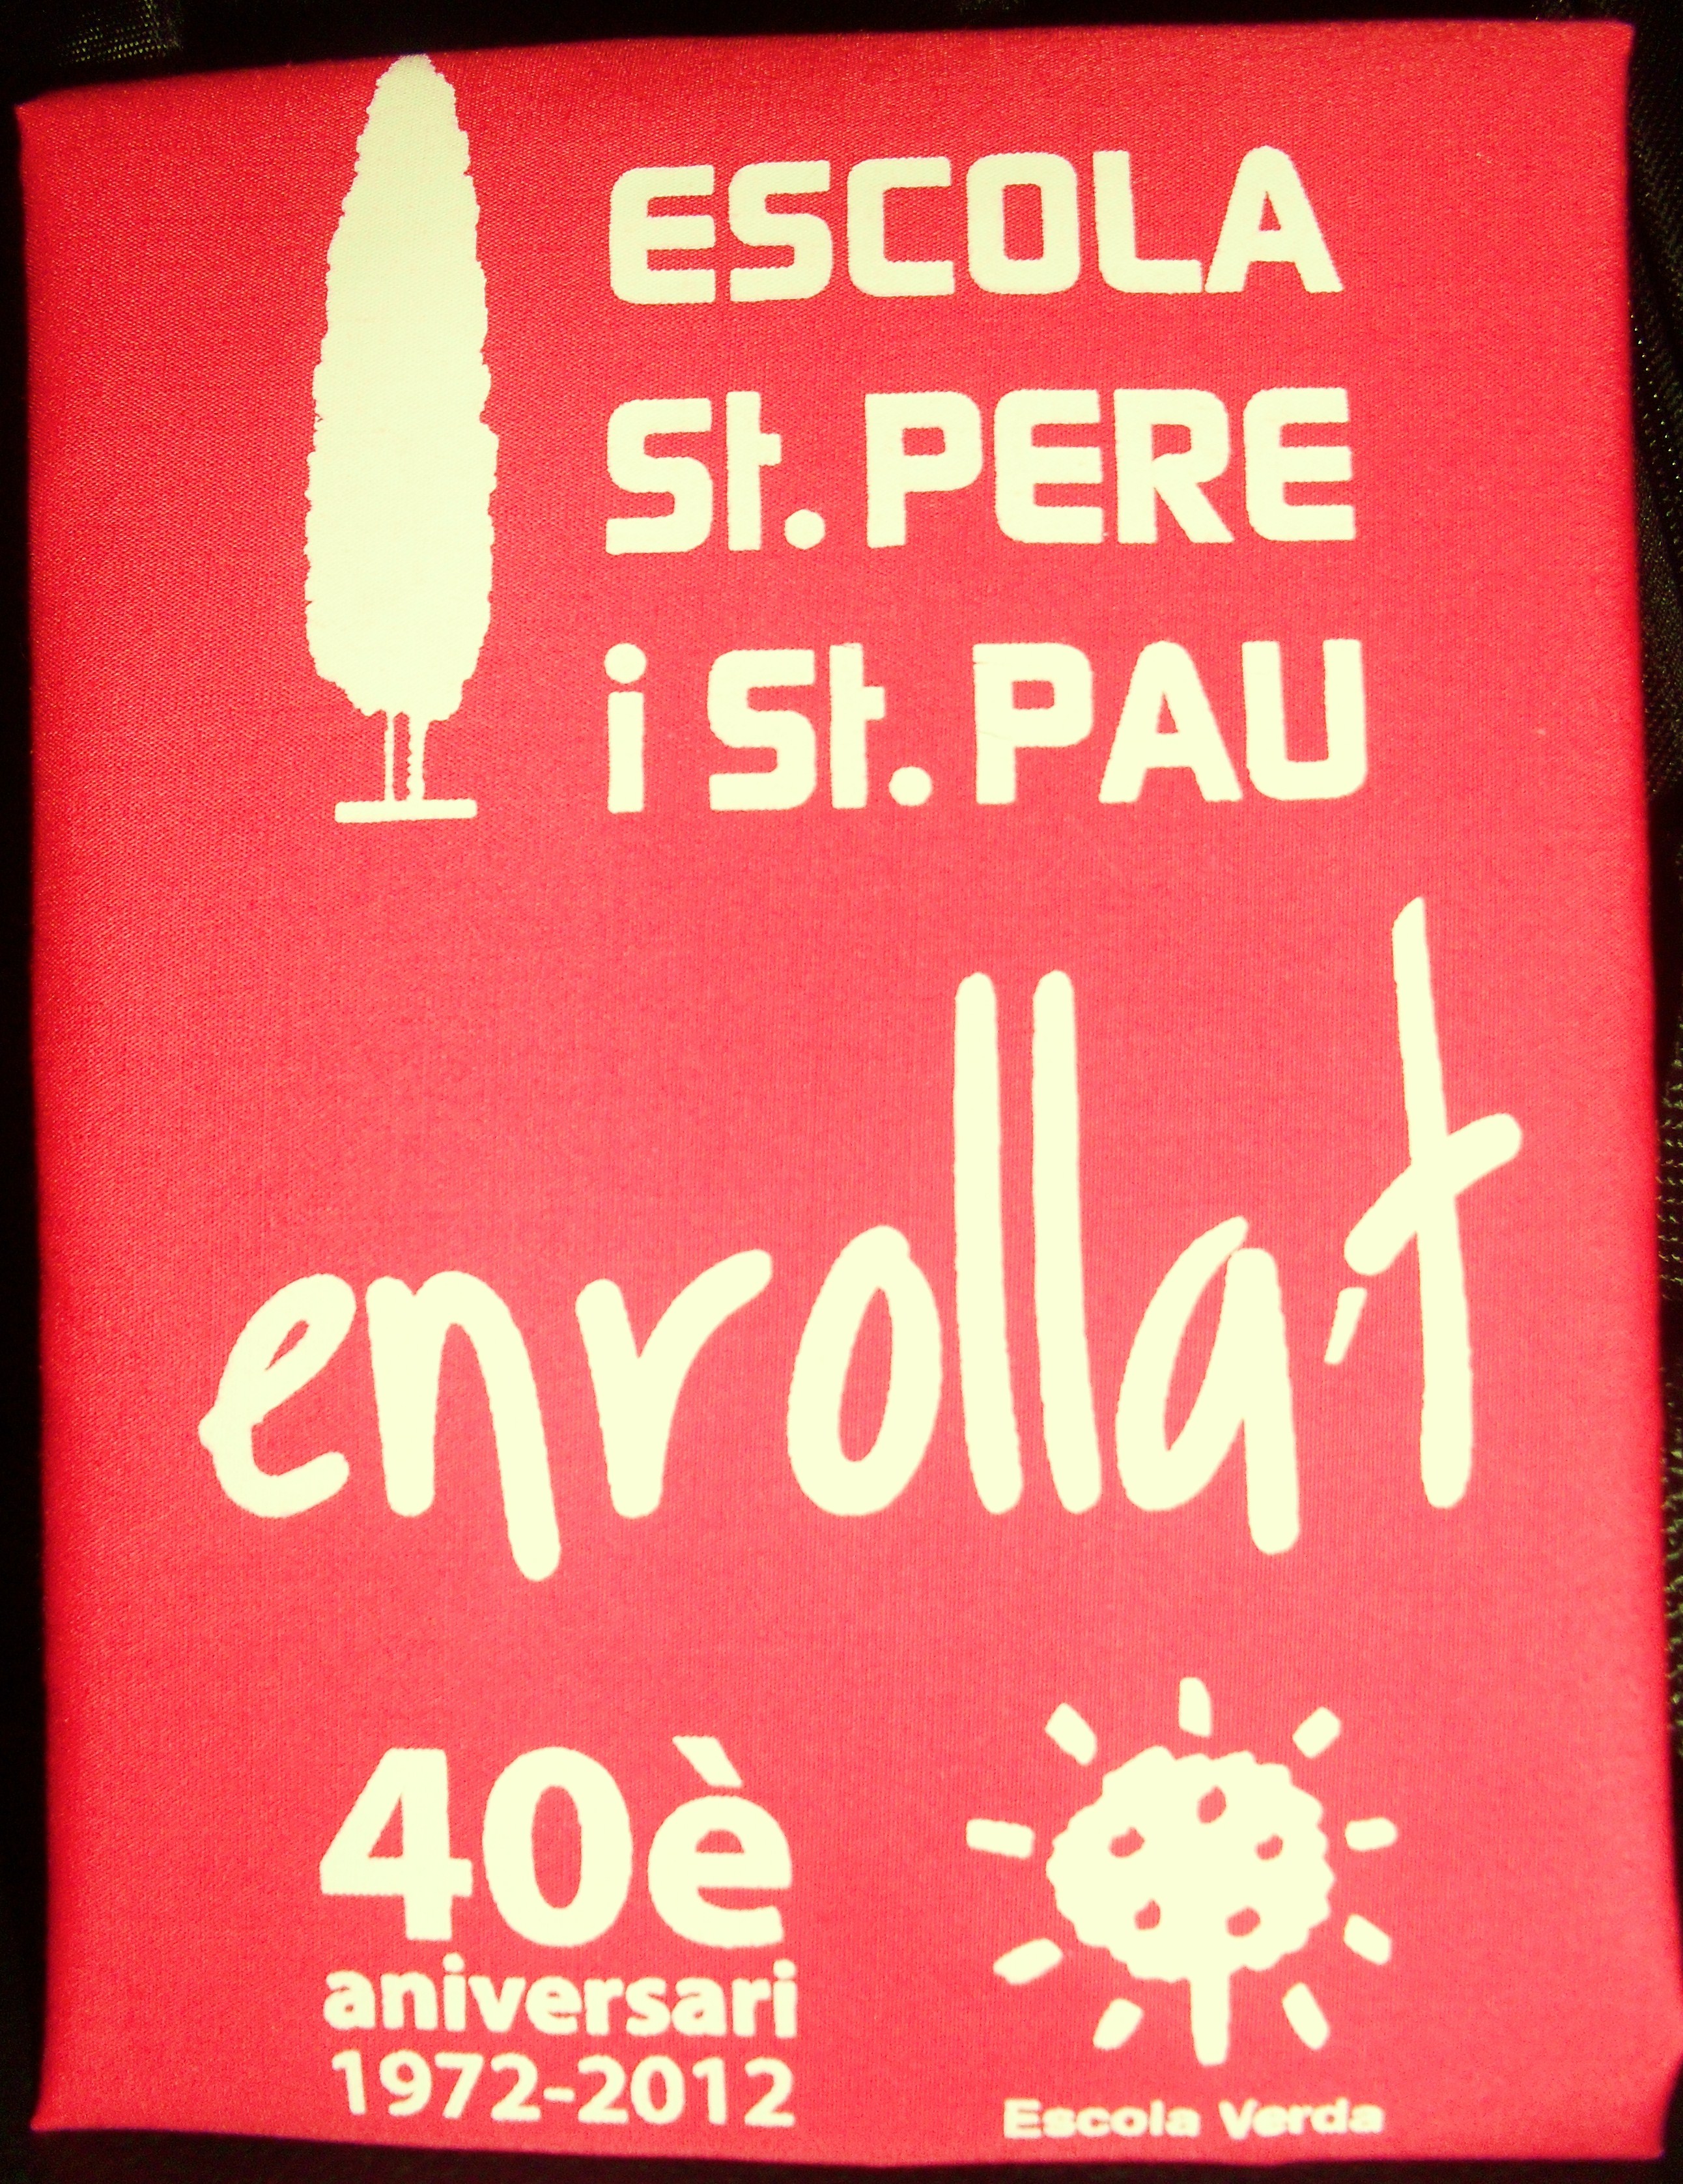 ESCOLA
St. PERE
i St. PAU
enrolla't
40è
aniversari
1972-2012
Escola Verda